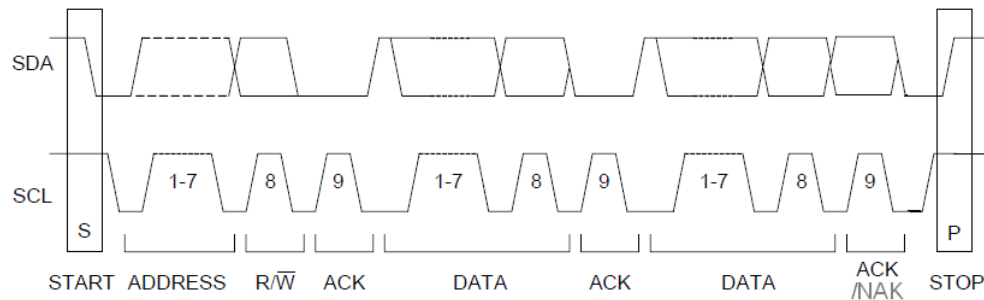 SDA
SCL
1-7 8 9 1-7 8 9 1-7 8 9
S P
START ADDRESS R/W̅ ACK DATA ACK DATA ACK
/NAK STOP